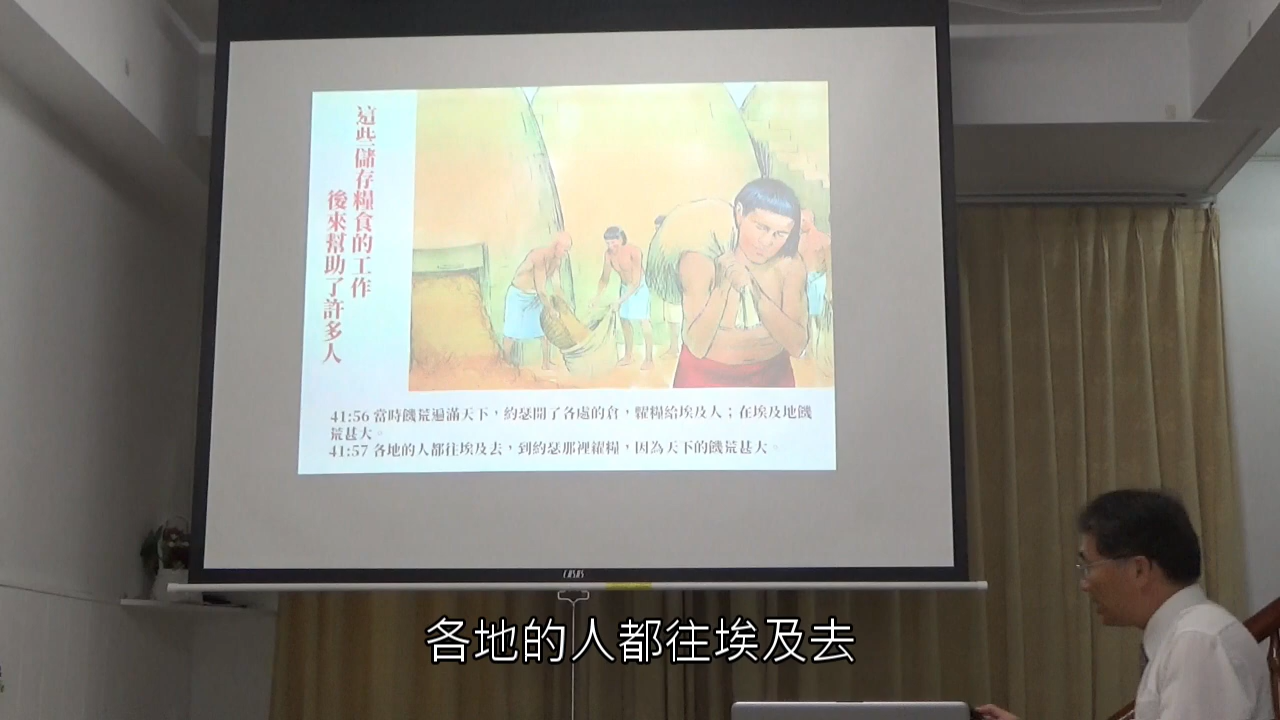 這些儲存糧食的工作
後來幫助了許多人
41:56 當時饑荒遍滿天下，約瑟開了各處的倉，糶糧給埃及人；在埃及地饑
荒甚大。
41:57 各地的人都往埃及去，到約瑟那裡糴糧，因為天下的饑荒甚大。
各地的人都往埃及去